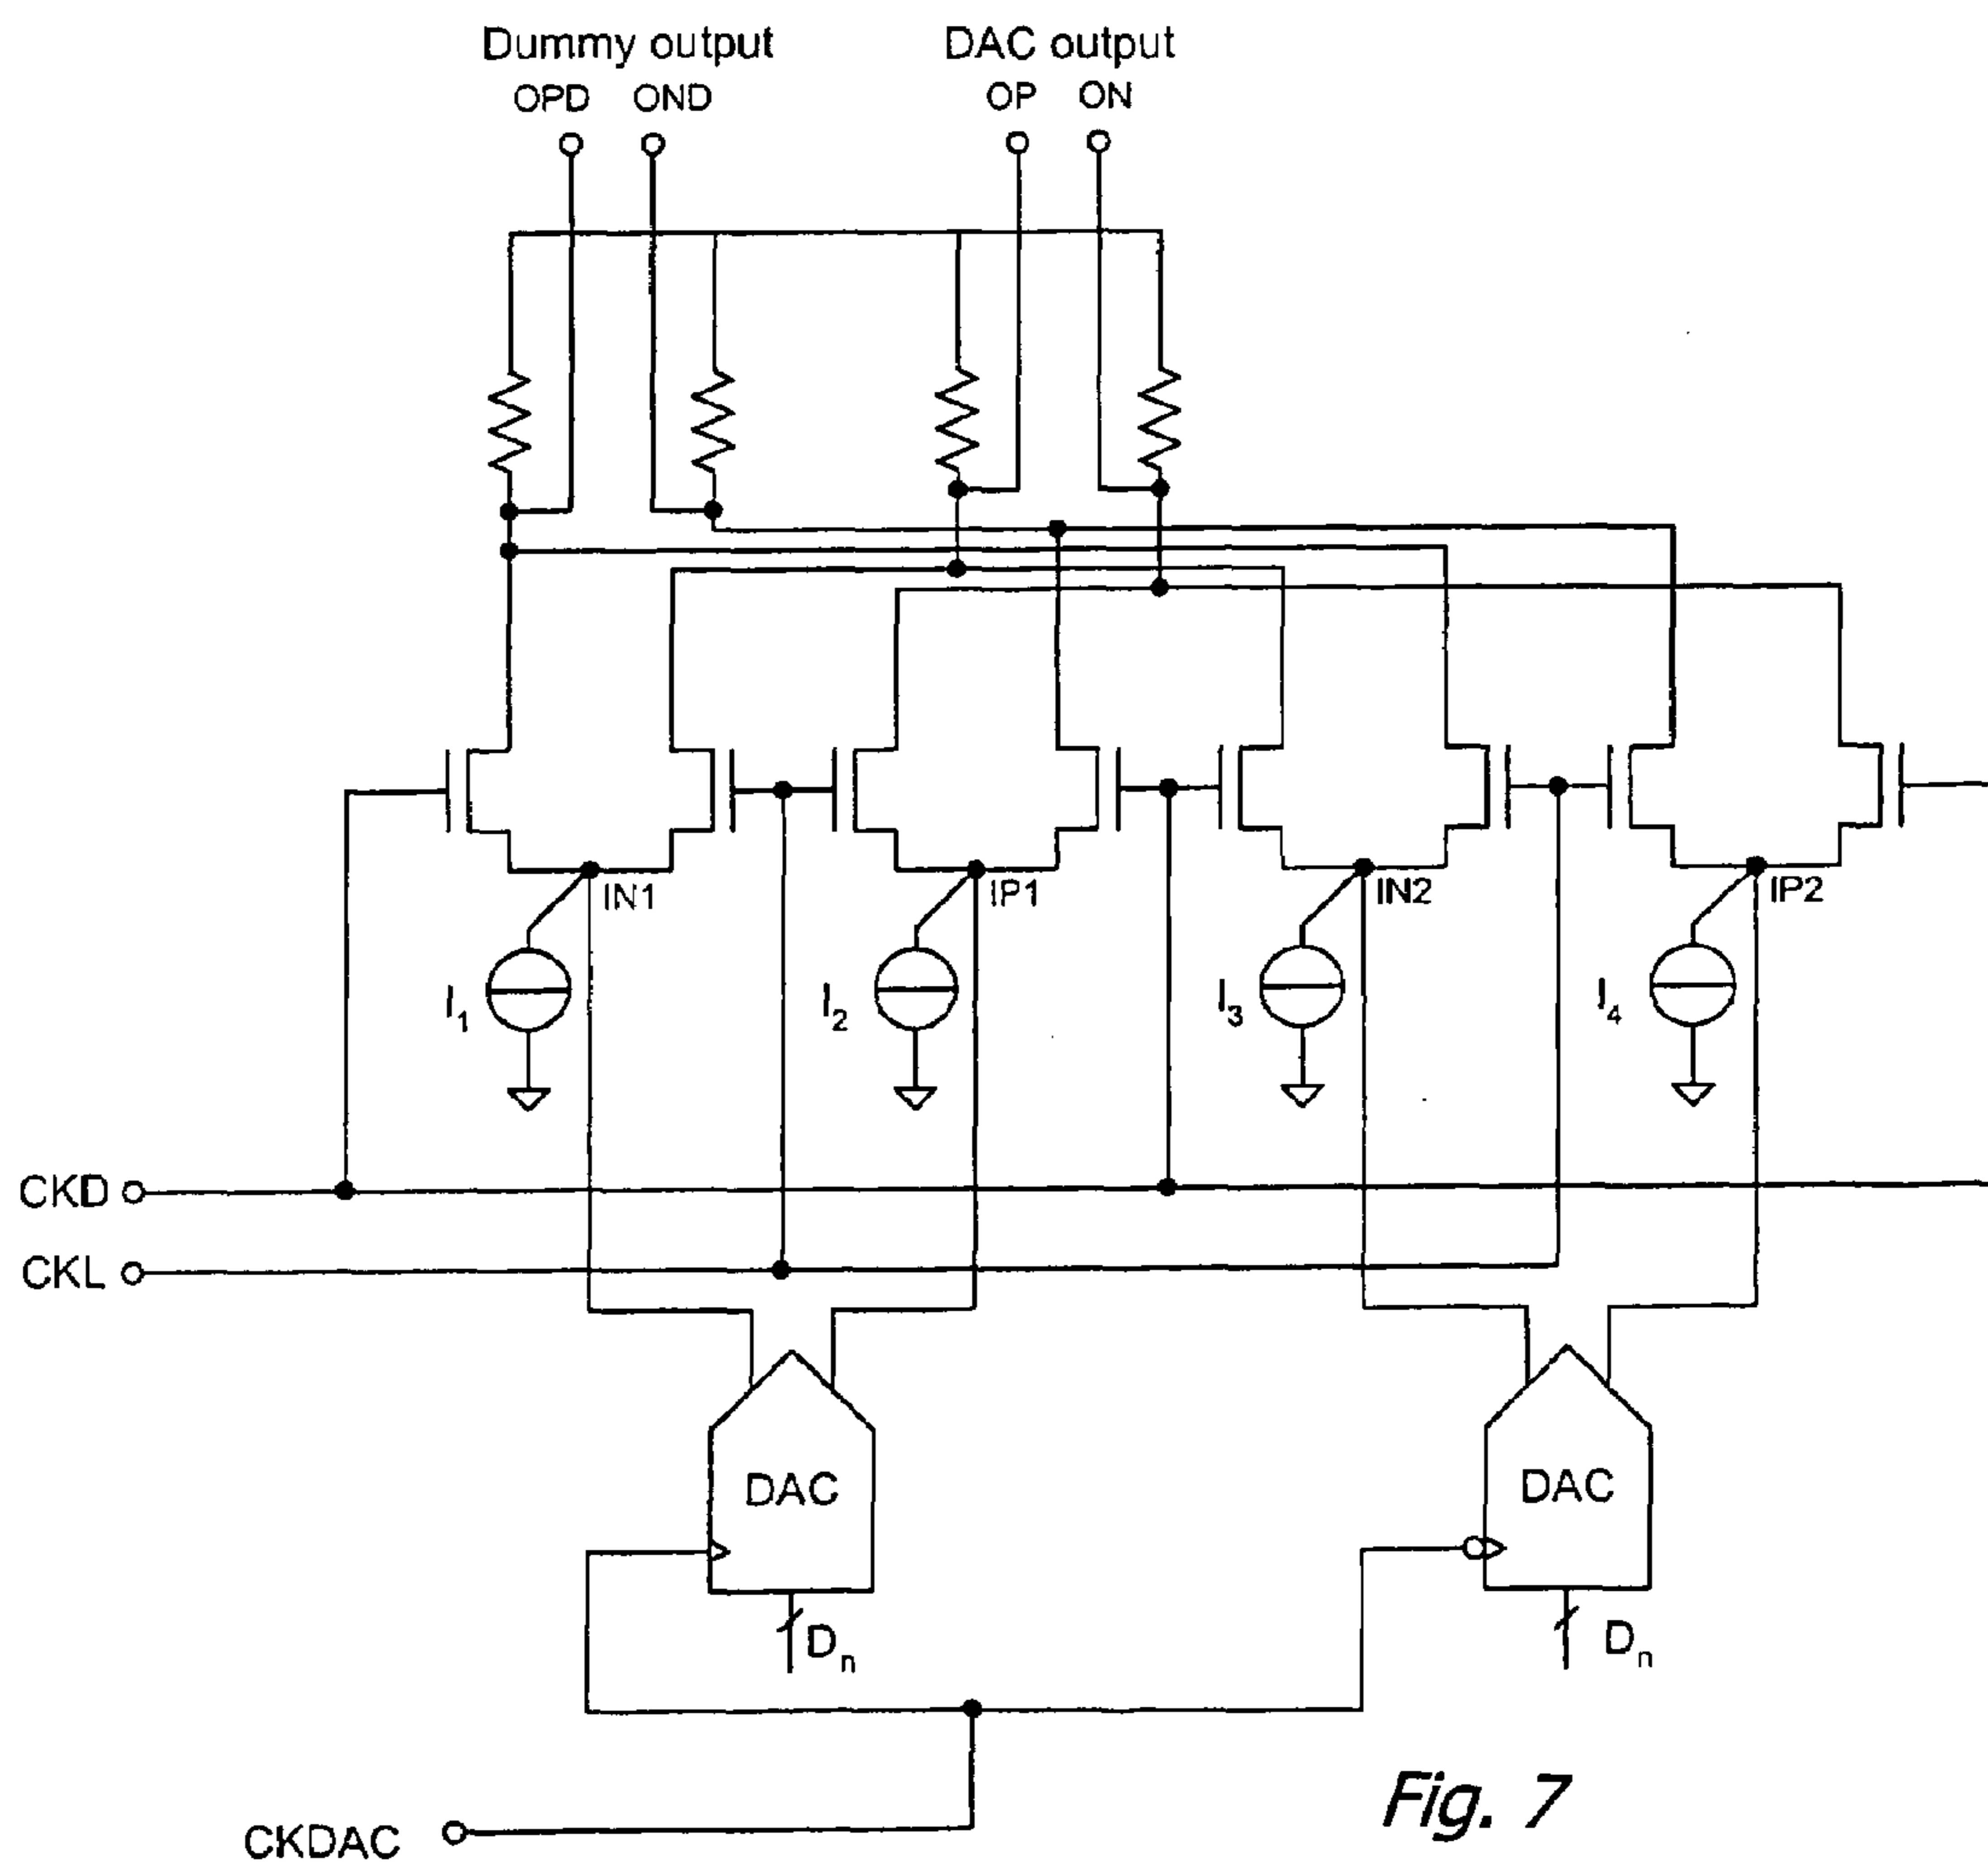 Dummy output DAC output
OPD OND OP ON
IN1 IP1 IN2 IP2
I1 I2 I3 I4
CKD
CKL
DAC DAC
Dn Dn
CKDAC
Fig. 7